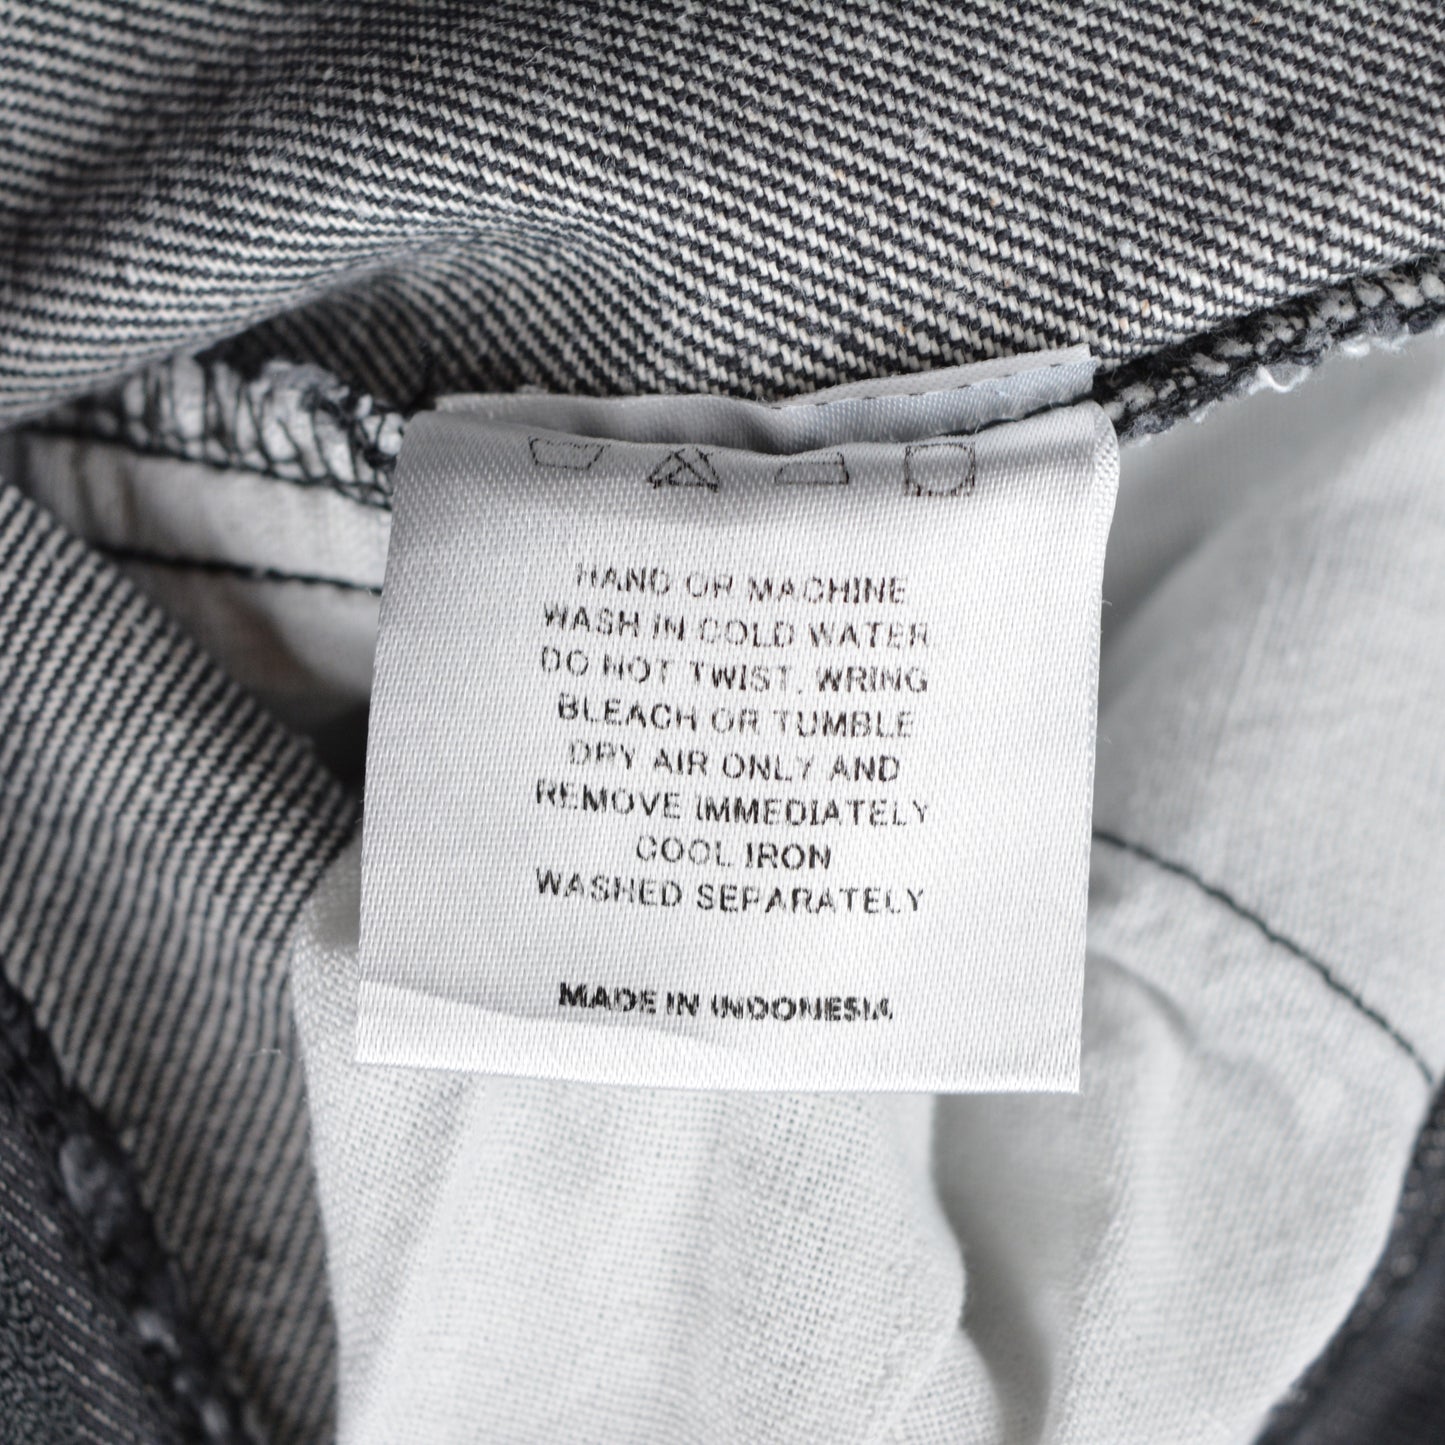 HAND OR MACHINE
WASH IN COLD WATER
DO NOT TWIST, WRING
BLEACH OR TUMBLE
DRY AIR ONLY AND
REMOVE IMMEDIATELY
COOL IRON
WASHED SEPARATELY
MADE IN INDONESIA